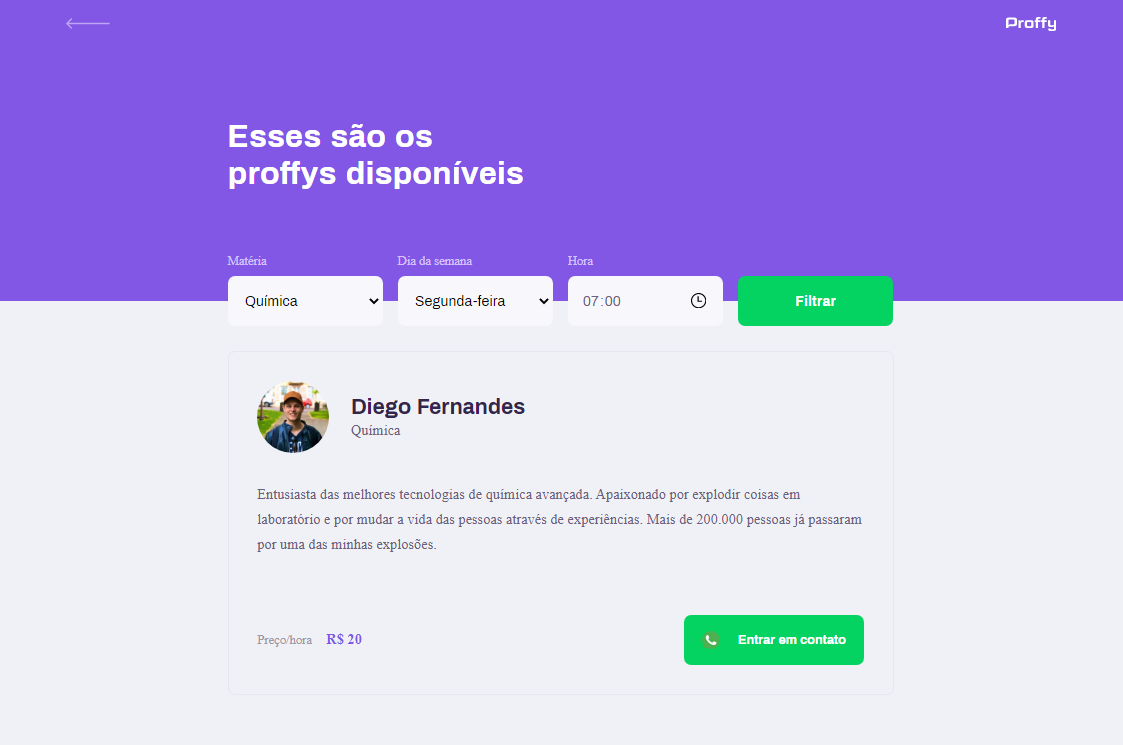 Proffy
Esses são os
proffys disponíveis
Matéria
Dia da semana
Hora
Química
Segunda-feira
07:00
Filtrar
Diego Fernandes
Química
Entusiasta das melhores tecnologias de química avançada. Apaixonado por explodir coisas em
laboratório e por mudar a vida das pessoas através de experiências. Mais de 200.000 pessoas já passaram
por uma das minhas explosões.
Preço/hora
R$ 20
Entrar em contato